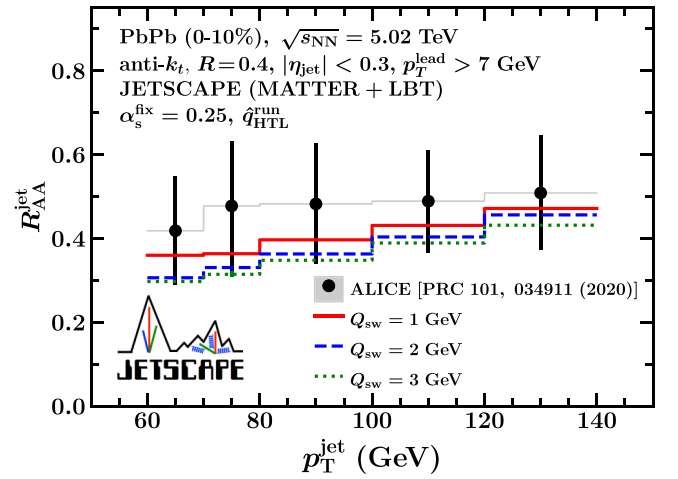 PbPb (0-10%), √sNN = 5.02 TeV
anti-kt, R=0.4, |ηjet| < 0.3, pTlead > 7 GeV
JETSCAPE (MATTER + LBT)
αsfix = 0.25, q̂HTLrun
0.8
0.6
0.4
0.2
0.0
RAAjet
ALICE [PRC 101, 034911 (2020)]
Qsw = 1 GeV
Qsw = 2 GeV
Qsw = 3 GeV
JETSCAPE
60 80 100 120 140
pTjet (GeV)